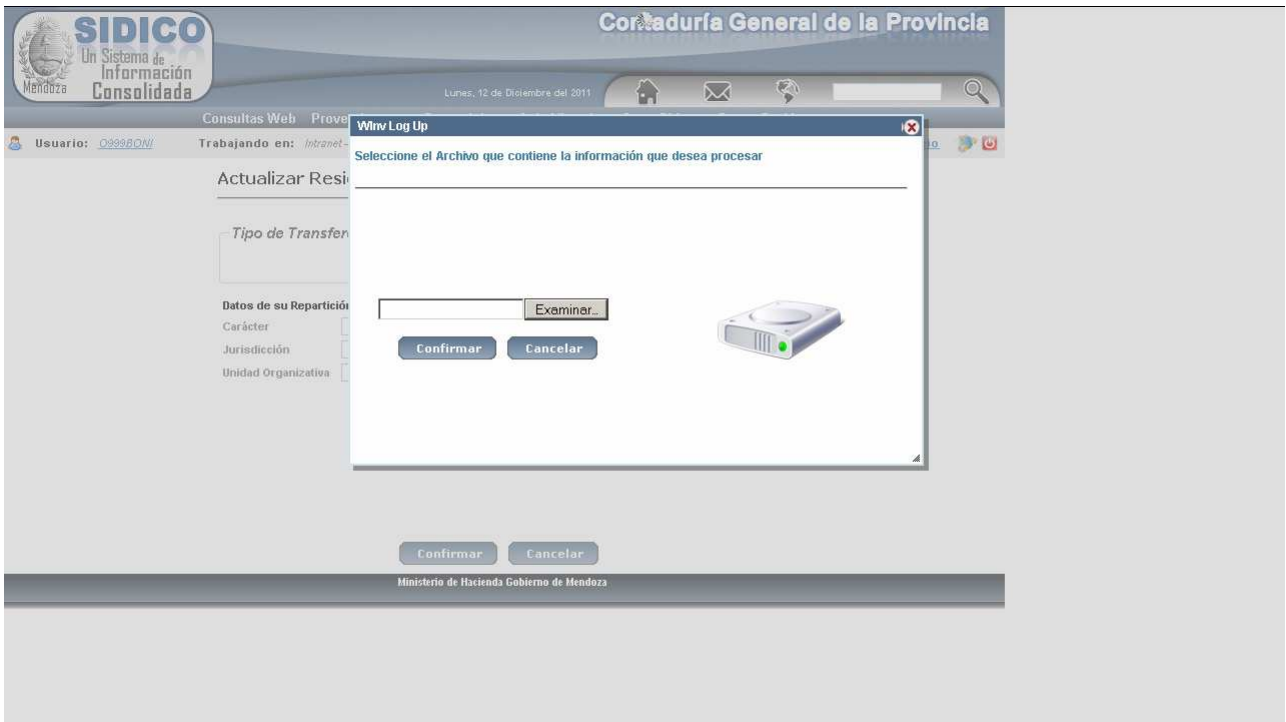 SIDICO
Un Sistema de
Información
Consolidada
Mendoza
Contaduría General de la Provincia
Lunes, 12 de Diciembre del 2011
Consultas Web
Usuario: O999BONI
Trabajando en: Intranet-
WInv Log Up
Seleccione el Archivo que contiene la información que desea procesar
Actualizar Resi
Tipo de Transfer
Datos de su Repartición
Carácter
Jurisdicción
Unidad Organizativa
Examinar...
Confirmar Cancelar
Confirmar Cancelar
Ministerio de Hacienda Gobierno de Mendoza